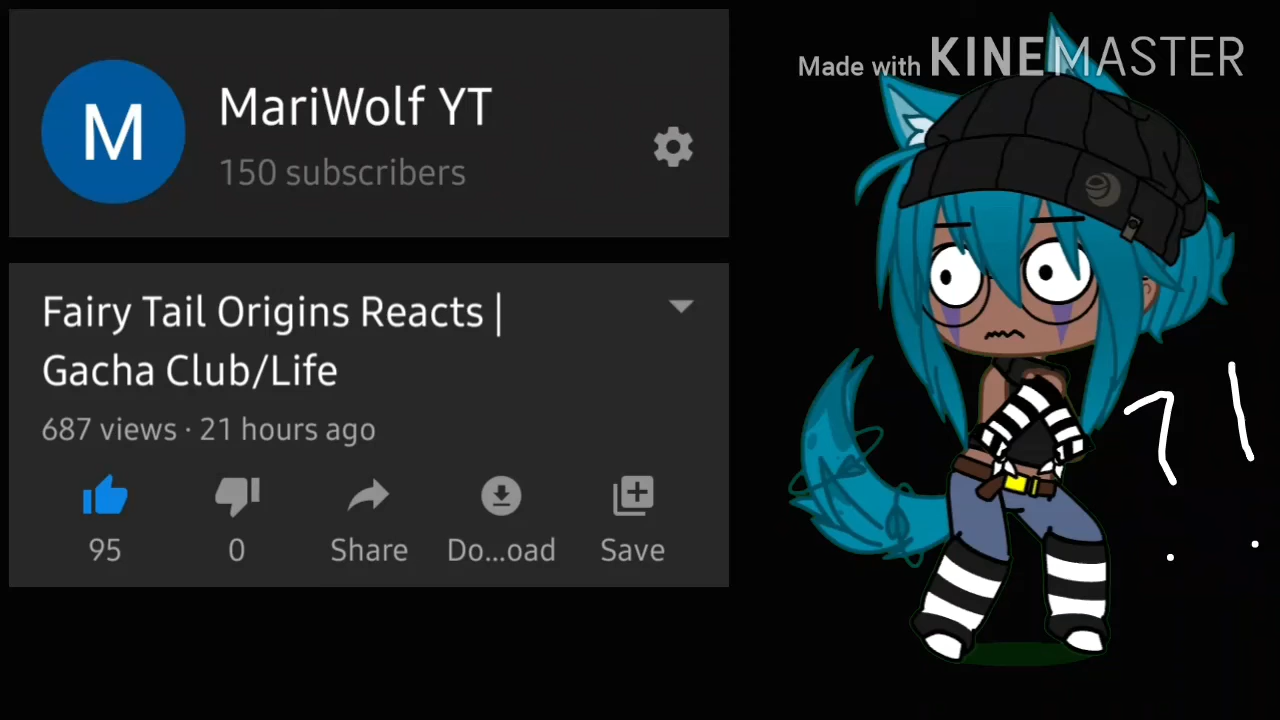 Made with KINEMASTER
M
MariWolf YT
150 subscribers
Fairy Tail Origins Reacts |
Gacha Club/Life
687 views · 21 hours ago
95
0
Share
Do...oad
Save
?!